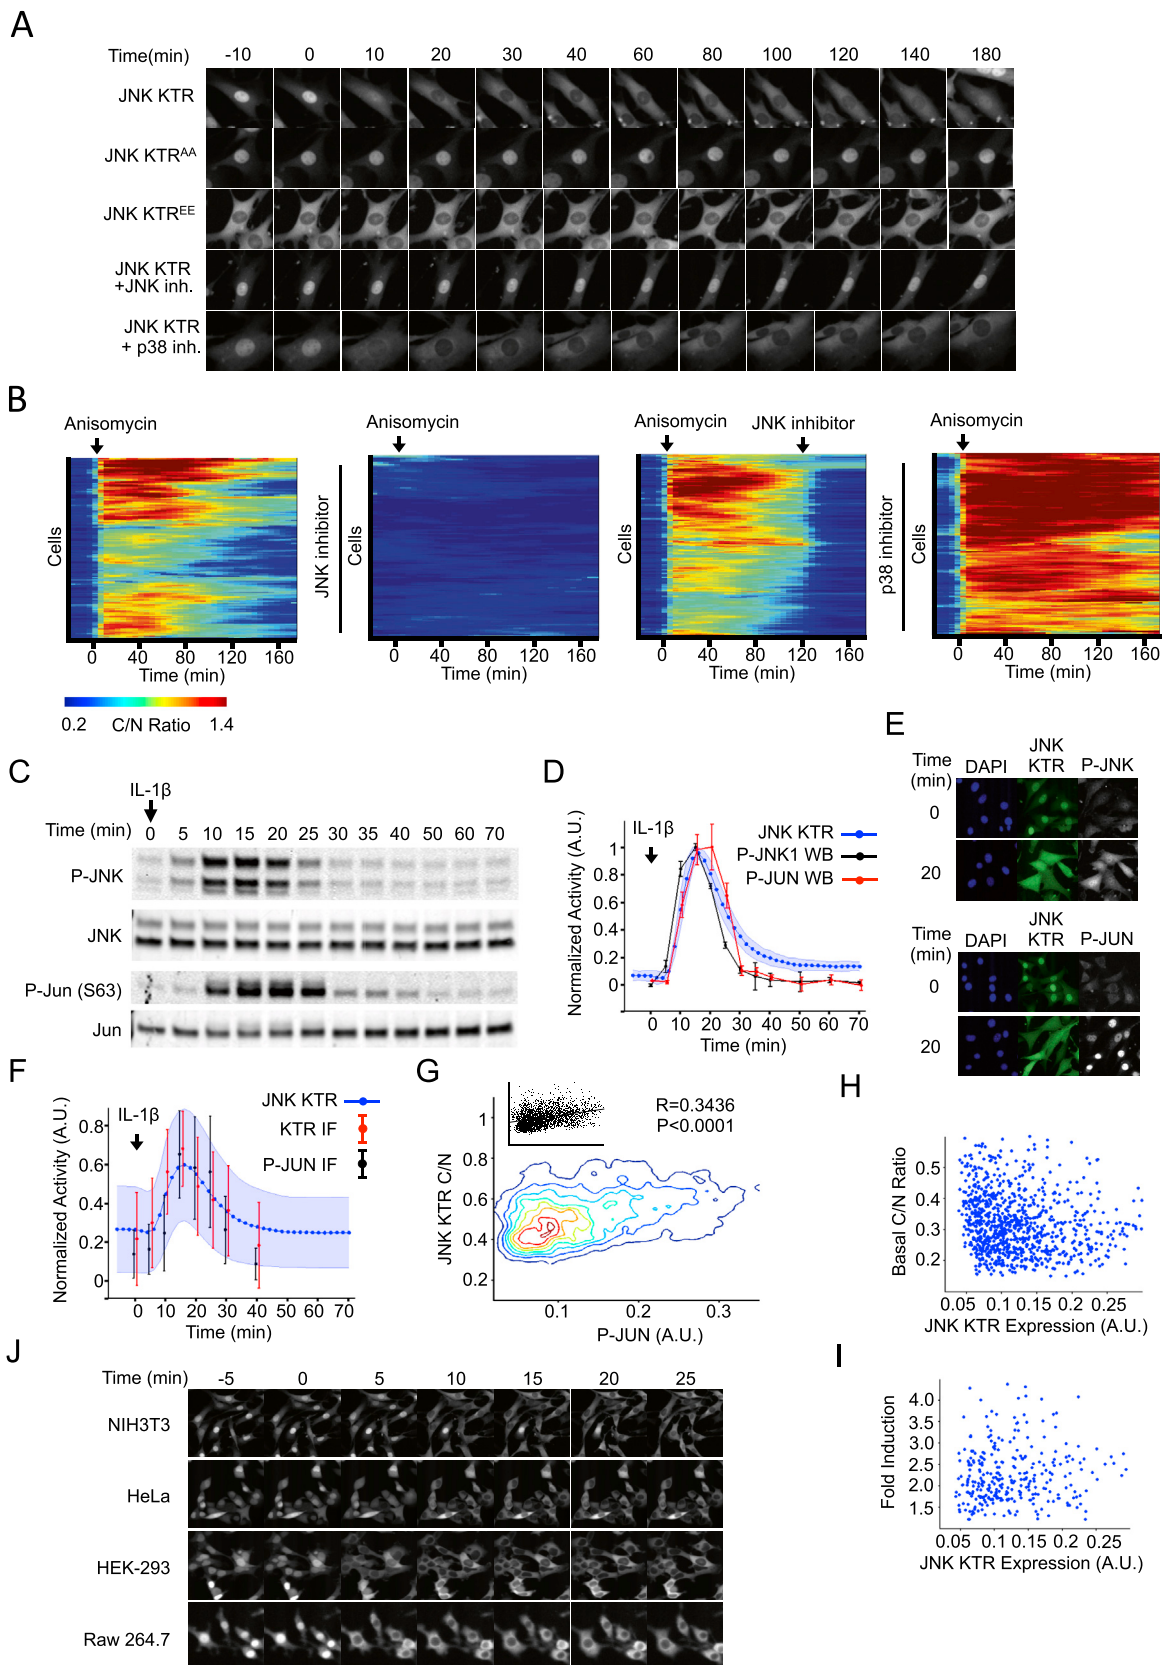 A
Time(min) -10 0 10 20 30 40 60 80 100 120 140 180
JNK KTR
JNK KTRᴬᴬ
JNK KTRᴱᴱ
JNK KTR
+JNK inh.
JNK KTR
+ p38 inh.
B
Anisomycin
Cells
0 40 80 120 160
Time (min)
0.2 C/N Ratio 1.4
JNK inhibitor
Anisomycin
Cells
0 40 80 120 160
Time (min)
Anisomycin JNK inhibitor
Cells
0 40 80 120 160
Time (min)
p38 inhibitor
Anisomycin
Cells
0 40 80 120 160
Time (min)
C
IL-1β
Time (min) 0 5 10 15 20 25 30 35 40 50 60 70
P-JNK
JNK
P-Jun (S63)
Jun
D
IL-1β
JNK KTR
P-JNK1 WB
P-JUN WB
Normalized Activity (A.U.)
1
0.8
0.6
0.4
0.2
0
0 10 20 30 40 50 60 70
Time (min)
E
Time
(min)
DAPI
JNK
KTR
P-JNK
0
20
Time
(min)
DAPI
JNK
KTR
P-JUN
0
20
F
IL-1β
JNK KTR
KTR IF
P-JUN IF
Normalized Activity (A.U.)
0.8
0.6
0.4
0.2
0
0 10 20 30 40 50 60 70
Time (min)
G
R=0.3436
P<0.0001
JNK KTR C/N
1
0.8
0.6
0.4
0.2
0.1 0.2 0.3
P-JUN (A.U.)
H
Basal C/N Ratio
0.5
0.4
0.3
0.2
0.05 0.1 0.15 0.2 0.25
JNK KTR Expression (A.U.)
I
Fold Induction
4.0
3.5
3.0
2.5
2.0
1.5
0.05 0.1 0.15 0.2 0.25
JNK KTR Expression (A.U.)
J
Time (min) -5 0 5 10 15 20 25
NIH3T3
HeLa
HEK-293
Raw 264.7